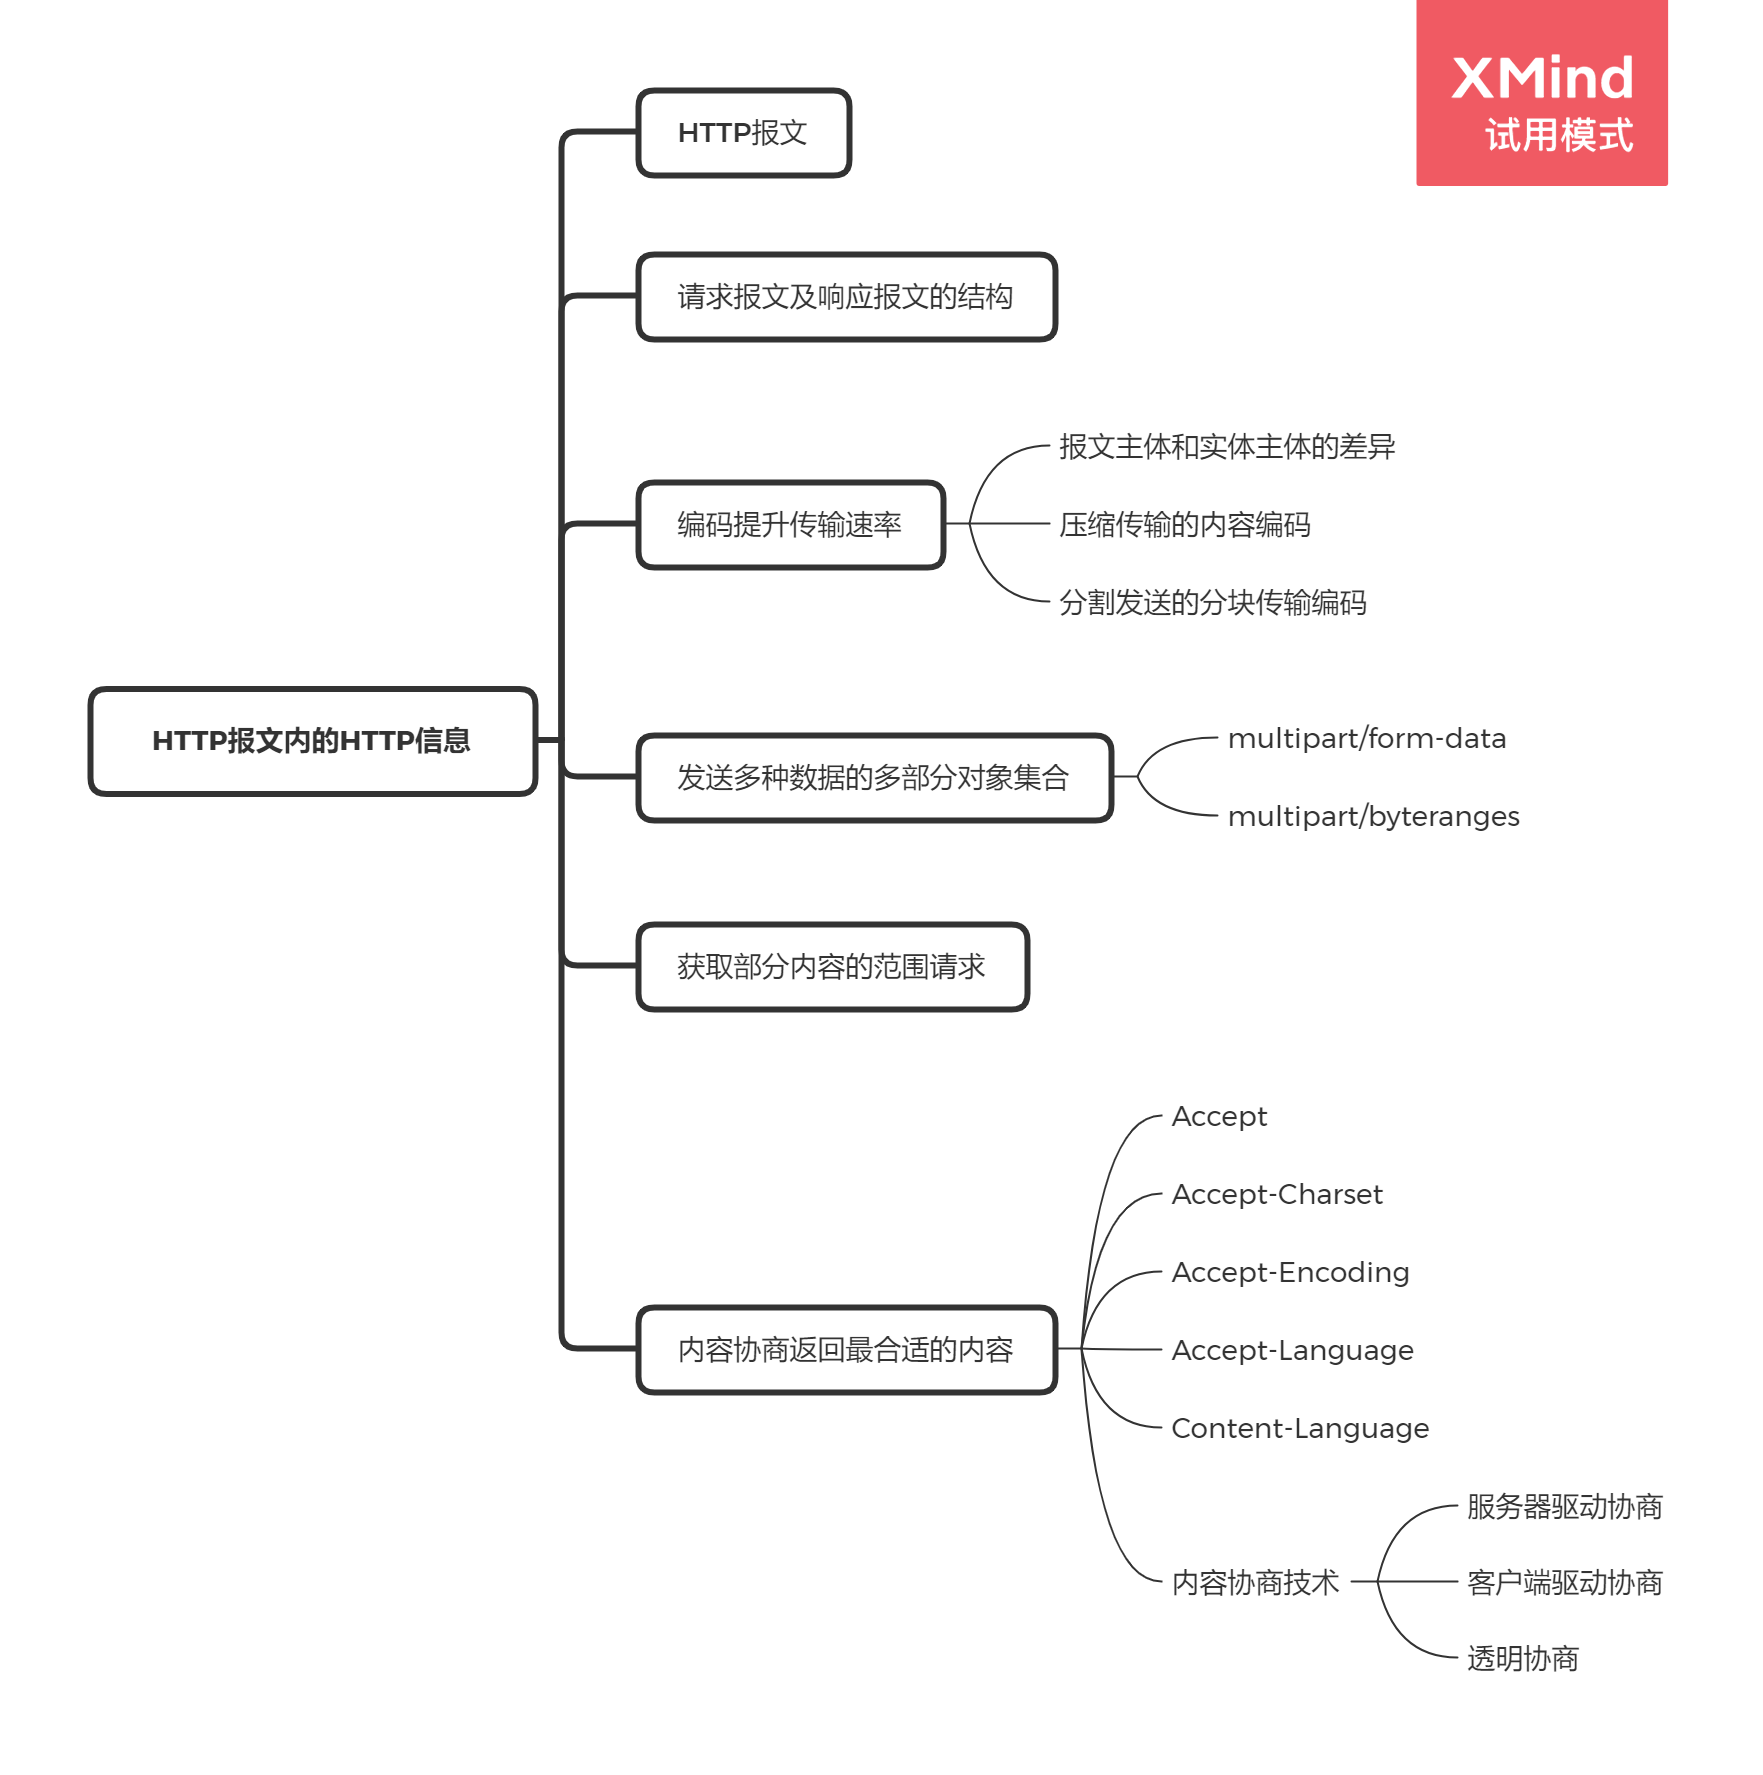 XMind
试用模式
HTTP报文
请求报文及响应报文的结构
报文主体和实体主体的差异
编码提升传输速率
压缩传输的内容编码
分割发送的分块传输编码
HTTP报文内的HTTP信息
multipart/form-data
发送多种数据的多部分对象集合
multipart/byteranges
获取部分内容的范围请求
Accept
Accept-Charset
Accept-Encoding
内容协商返回最合适的内容
Accept-Language
Content-Language
服务器驱动协商
内容协商技术
客户端驱动协商
透明协商